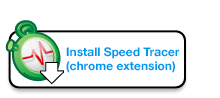 Install Speed Tracer
(chrome extension)